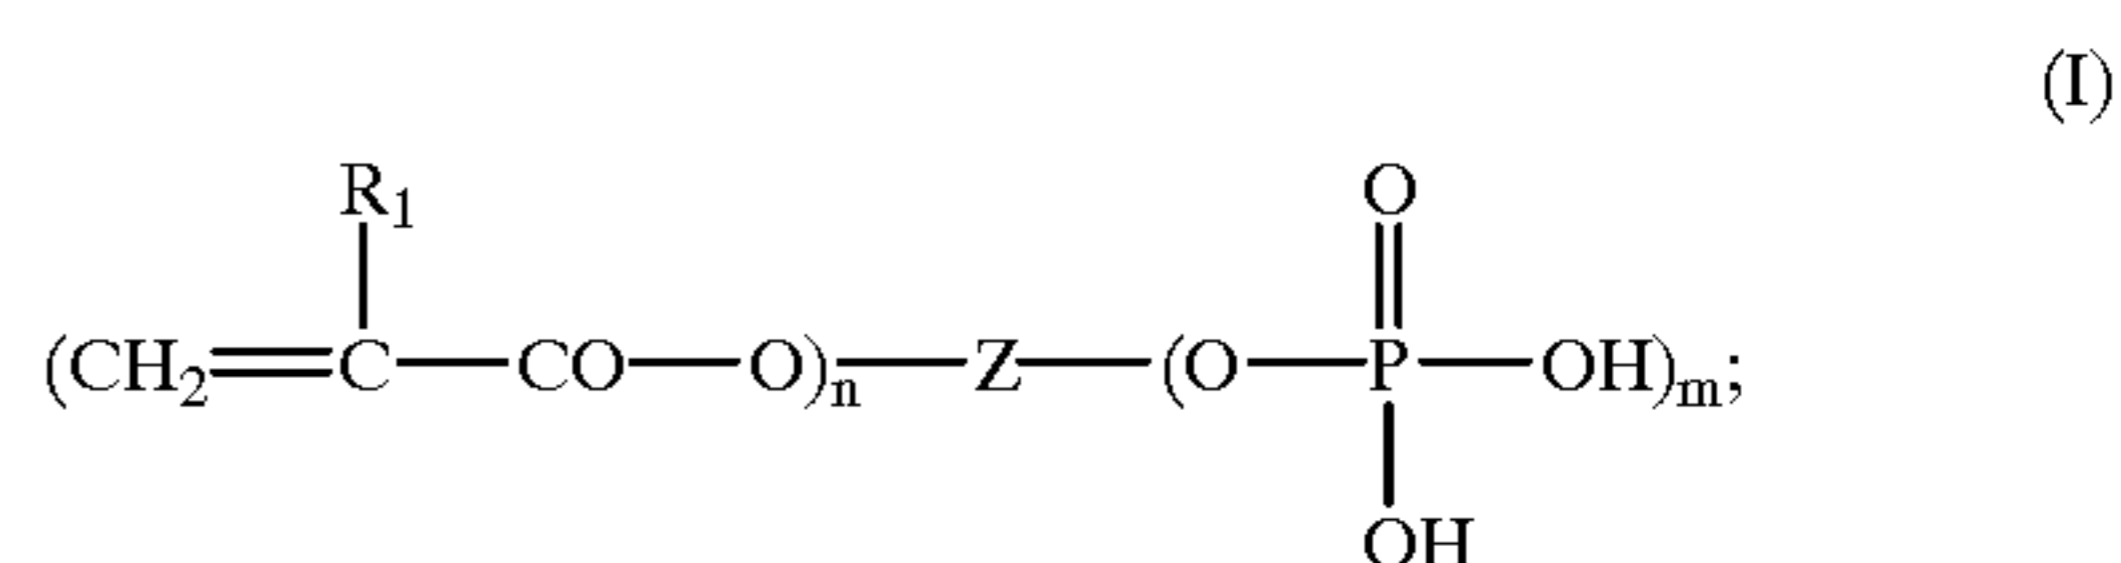 (I)
R1 O
(CH2=C—CO—O)n—Z—(O—P—OH)m;
OH